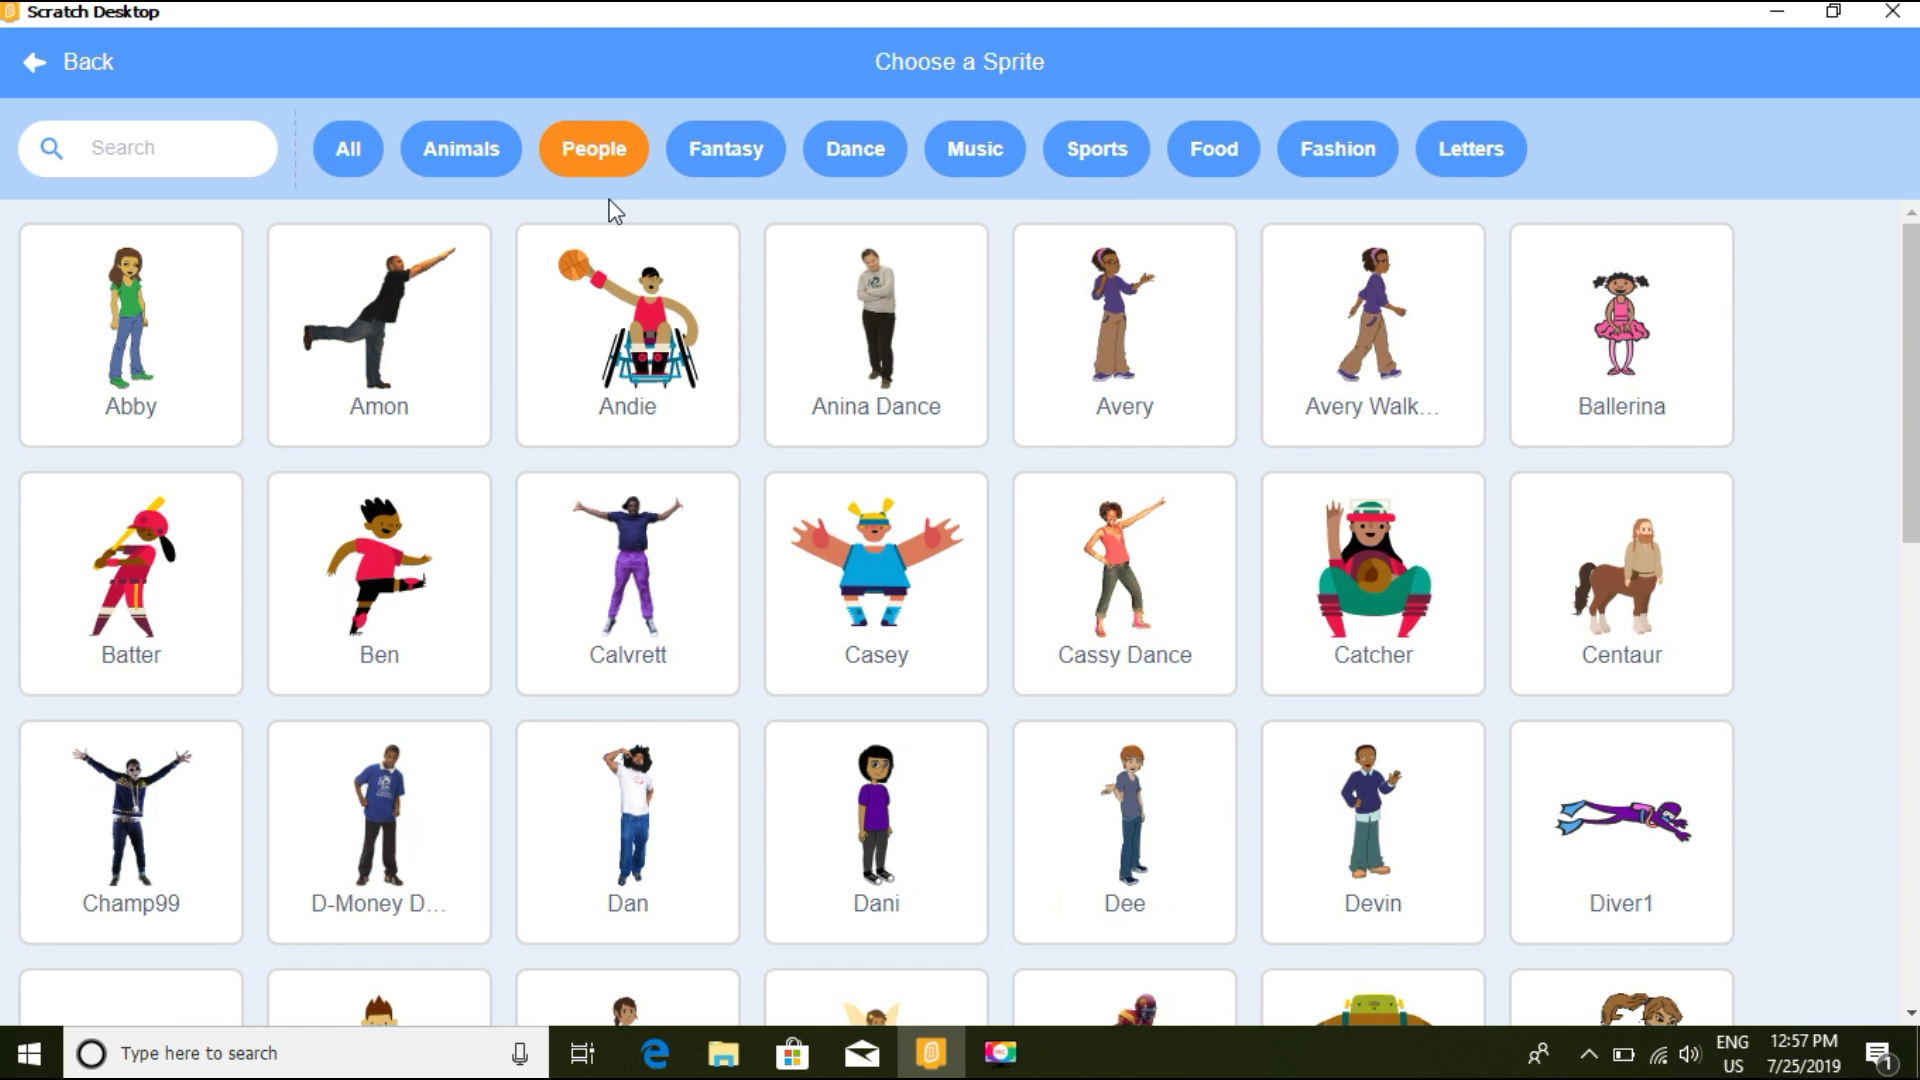 Scratch Desktop
Back
Choose a Sprite
Search
All
Animals
People
Fantasy
Dance
Music
Sports
Food
Fashion
Letters
Abby
Amon
Andie
Anina Dance
Avery
Avery Walk...
Ballerina
Batter
Ben
Calvrett
Casey
Cassy Dance
Catcher
Centaur
Champ99
D-Money D...
Dan
Dani
Dee
Devin
Diver1
Type here to search
ENG
US
12:57 PM
7/25/2019
1